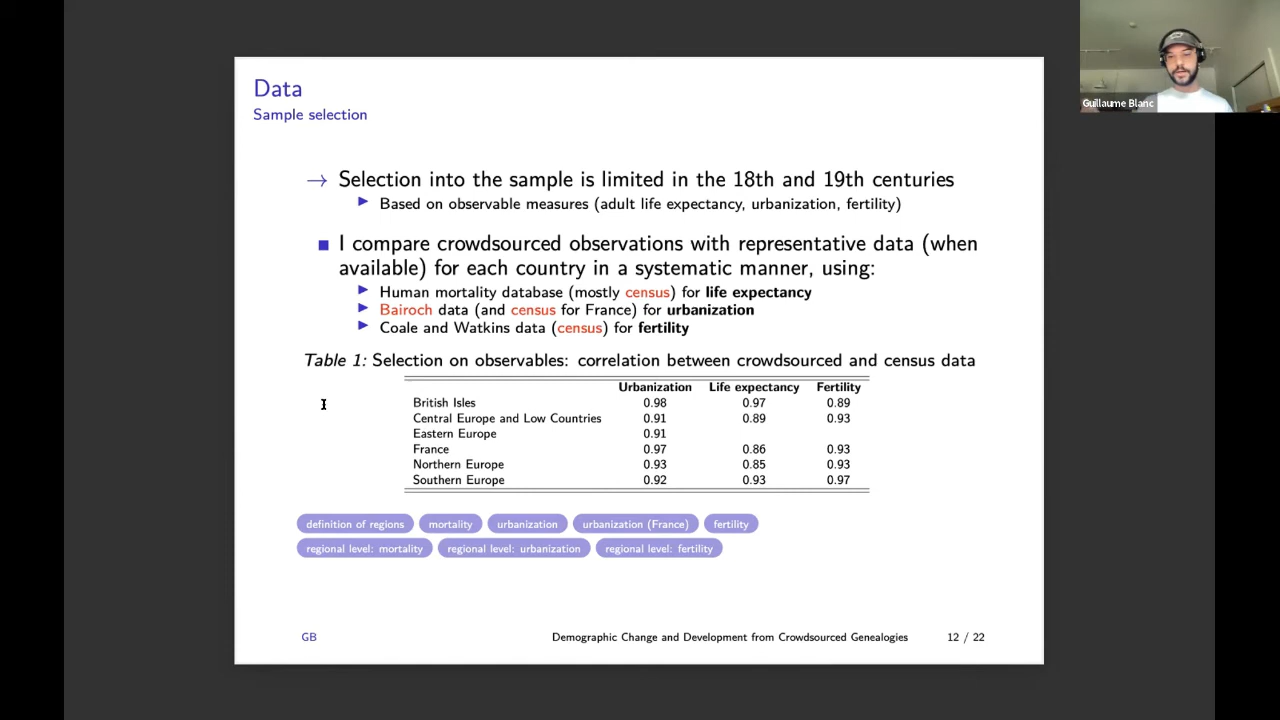 Guillaume Blanc
Data
Sample selection
→ Selection into the sample is limited in the 18th and 19th centuries
Based on observable measures (adult life expectancy, urbanization, fertility)
I compare crowdsourced observations with representative data (when
available) for each country in a systematic manner, using:
Human mortality database (mostly census) for life expectancy
Bairoch data (and census for France) for urbanization
Coale and Watkins data (census) for fertility
Table 1: Selection on observables: correlation between crowdsourced and census data
Urbanization Life expectancy Fertility
British Isles 0.98 0.97 0.89
Central Europe and Low Countries 0.91 0.89 0.93
Eastern Europe 0.91
France 0.97 0.86 0.93
Northern Europe 0.93 0.85 0.93
Southern Europe 0.92 0.93 0.97
definition of regions mortality urbanization urbanization (France) fertility
regional level: mortality regional level: urbanization regional level: fertility
GB Demographic Change and Development from Crowdsourced Genealogies 12 / 22